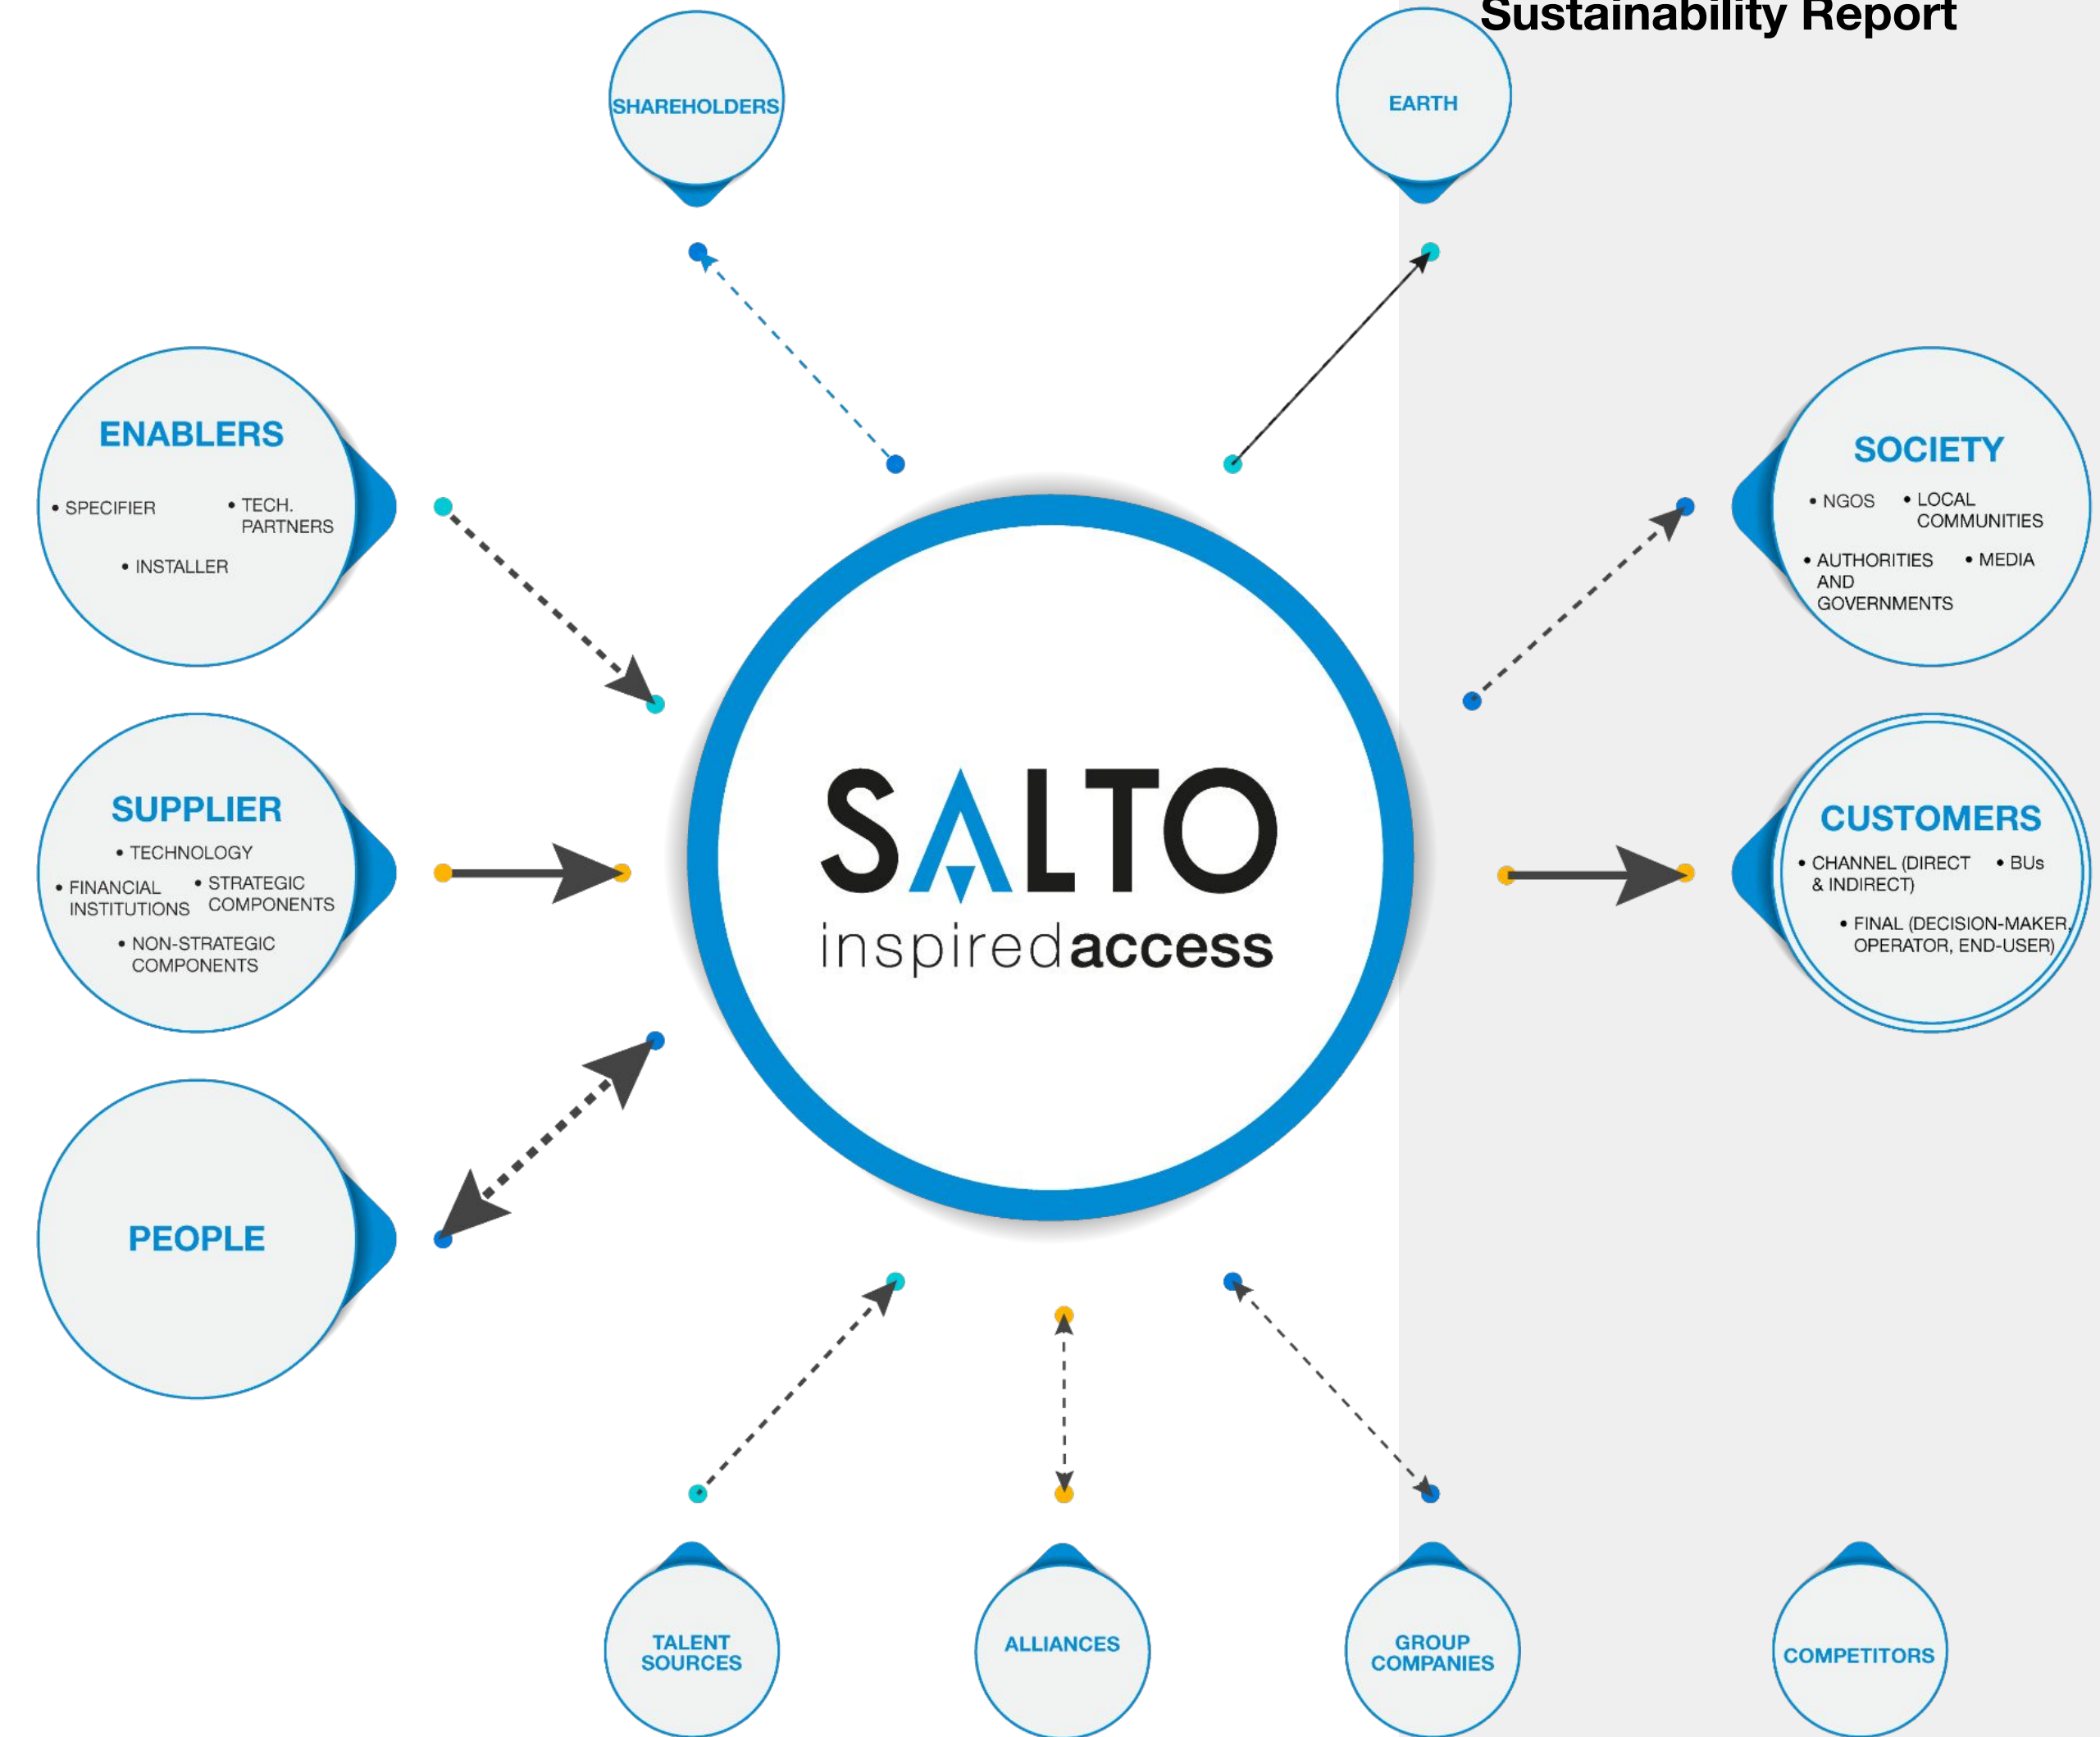 Sustainability Report
SHAREHOLDERS
EARTH
ENABLERS
• SPECIFIER
• TECH.
PARTNERS
• INSTALLER
SOCIETY
• NGOS
• LOCAL
COMMUNITIES
• AUTHORITIES
AND
GOVERNMENTS
• MEDIA
SUPPLIER
• TECHNOLOGY
• FINANCIAL
INSTITUTIONS
• STRATEGIC
COMPONENTS
• NON-STRATEGIC
COMPONENTS
SALTO
inspiredaccess
CUSTOMERS
• CHANNEL (DIRECT
& INDIRECT)
• BUs
• FINAL (DECISION-MAKER,
OPERATOR, END-USER)
PEOPLE
TALENT
SOURCES
ALLIANCES
GROUP
COMPANIES
COMPETITORS